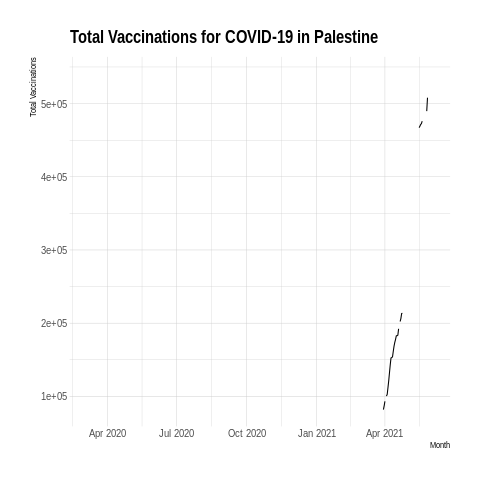 Total Vaccinations for COVID-19 in Palestine
Total Vaccinations
5e+05
4e+05
3e+05
2e+05
1e+05
Apr 2020 Jul 2020 Oct 2020 Jan 2021 Apr 2021
Month